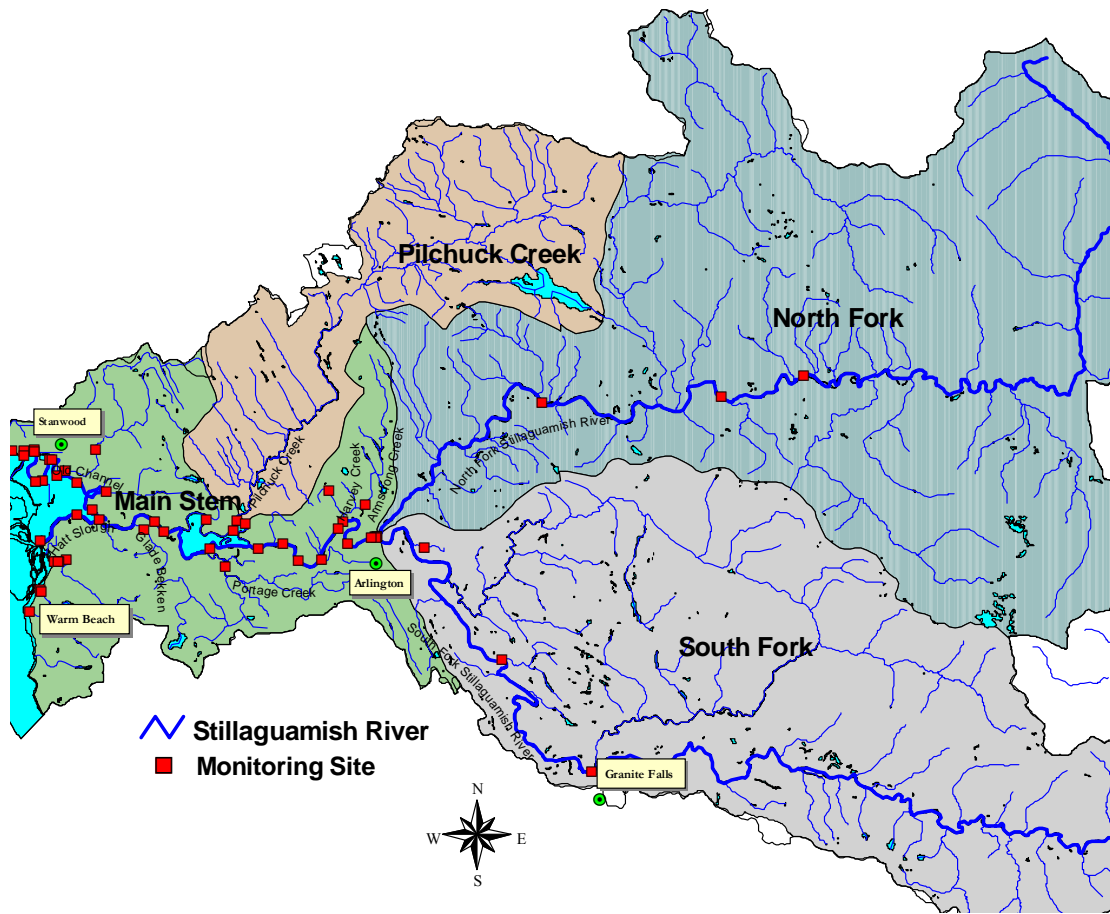 Pilchuck Creek
North Fork
Stanwood
Channel
Main Stem
Pilchuck Creek
Harvey Creek
Armstrong Creek
North Fork Stillaguamish River
Hatt Slough
Glade Bekken
Portage Creek
Arlington
Warm Beach
South Fork
South Fork Stillaguamish River
Stillaguamish River
Monitoring Site
Granite Falls
N
W
E
S